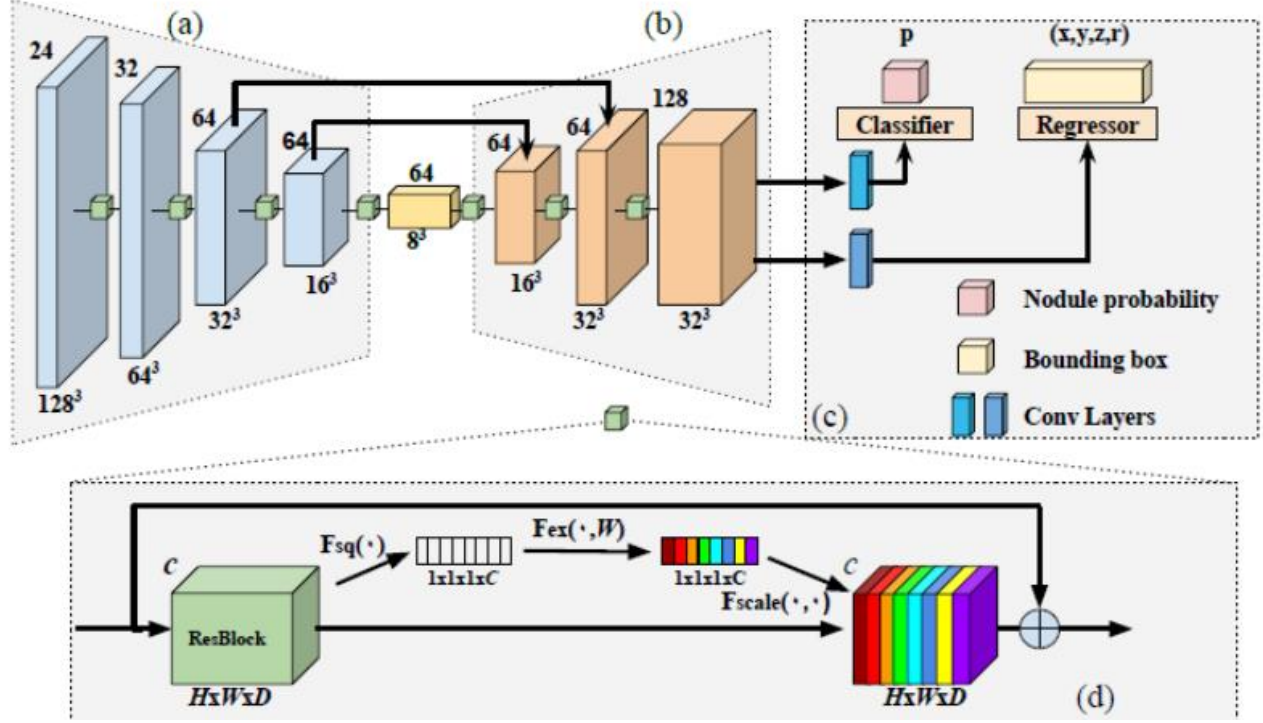 (a)
24
32
64
64
128³
64³
32³
16³
64
8³
(b)
64
64
128
16³
32³
32³
p
(x,y,z,r)
Classifier
Regressor
Nodule probability
Bounding box
Conv Layers
(c)
C
ResBlock
HxWxD
Fsq(·)
1x1x1xC
Fex(·,W)
1x1x1xC
Fscale(·,·)
C
HxWxD
(d)